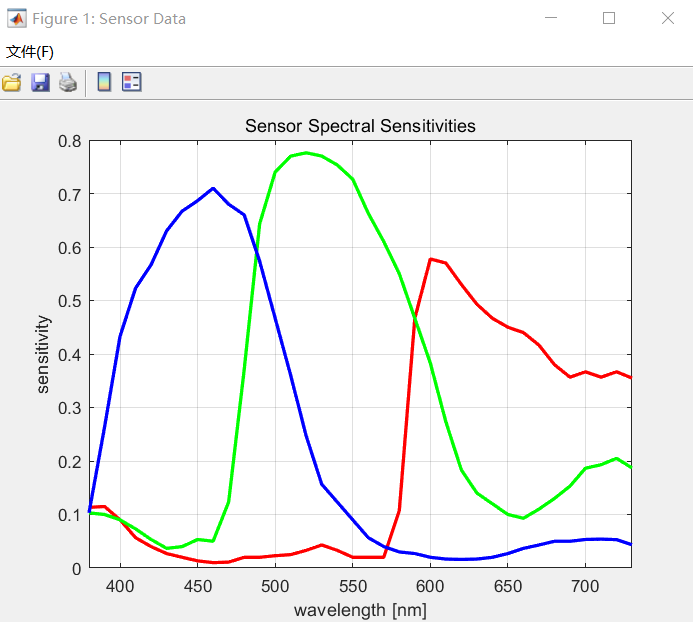 Figure 1: Sensor Data
文件(F)
Sensor Spectral Sensitivities
0.8
0.7
0.6
0.5
0.4
0.3
0.2
0.1
0
sensitivity
400 450 500 550 600 650 700
wavelength [nm]